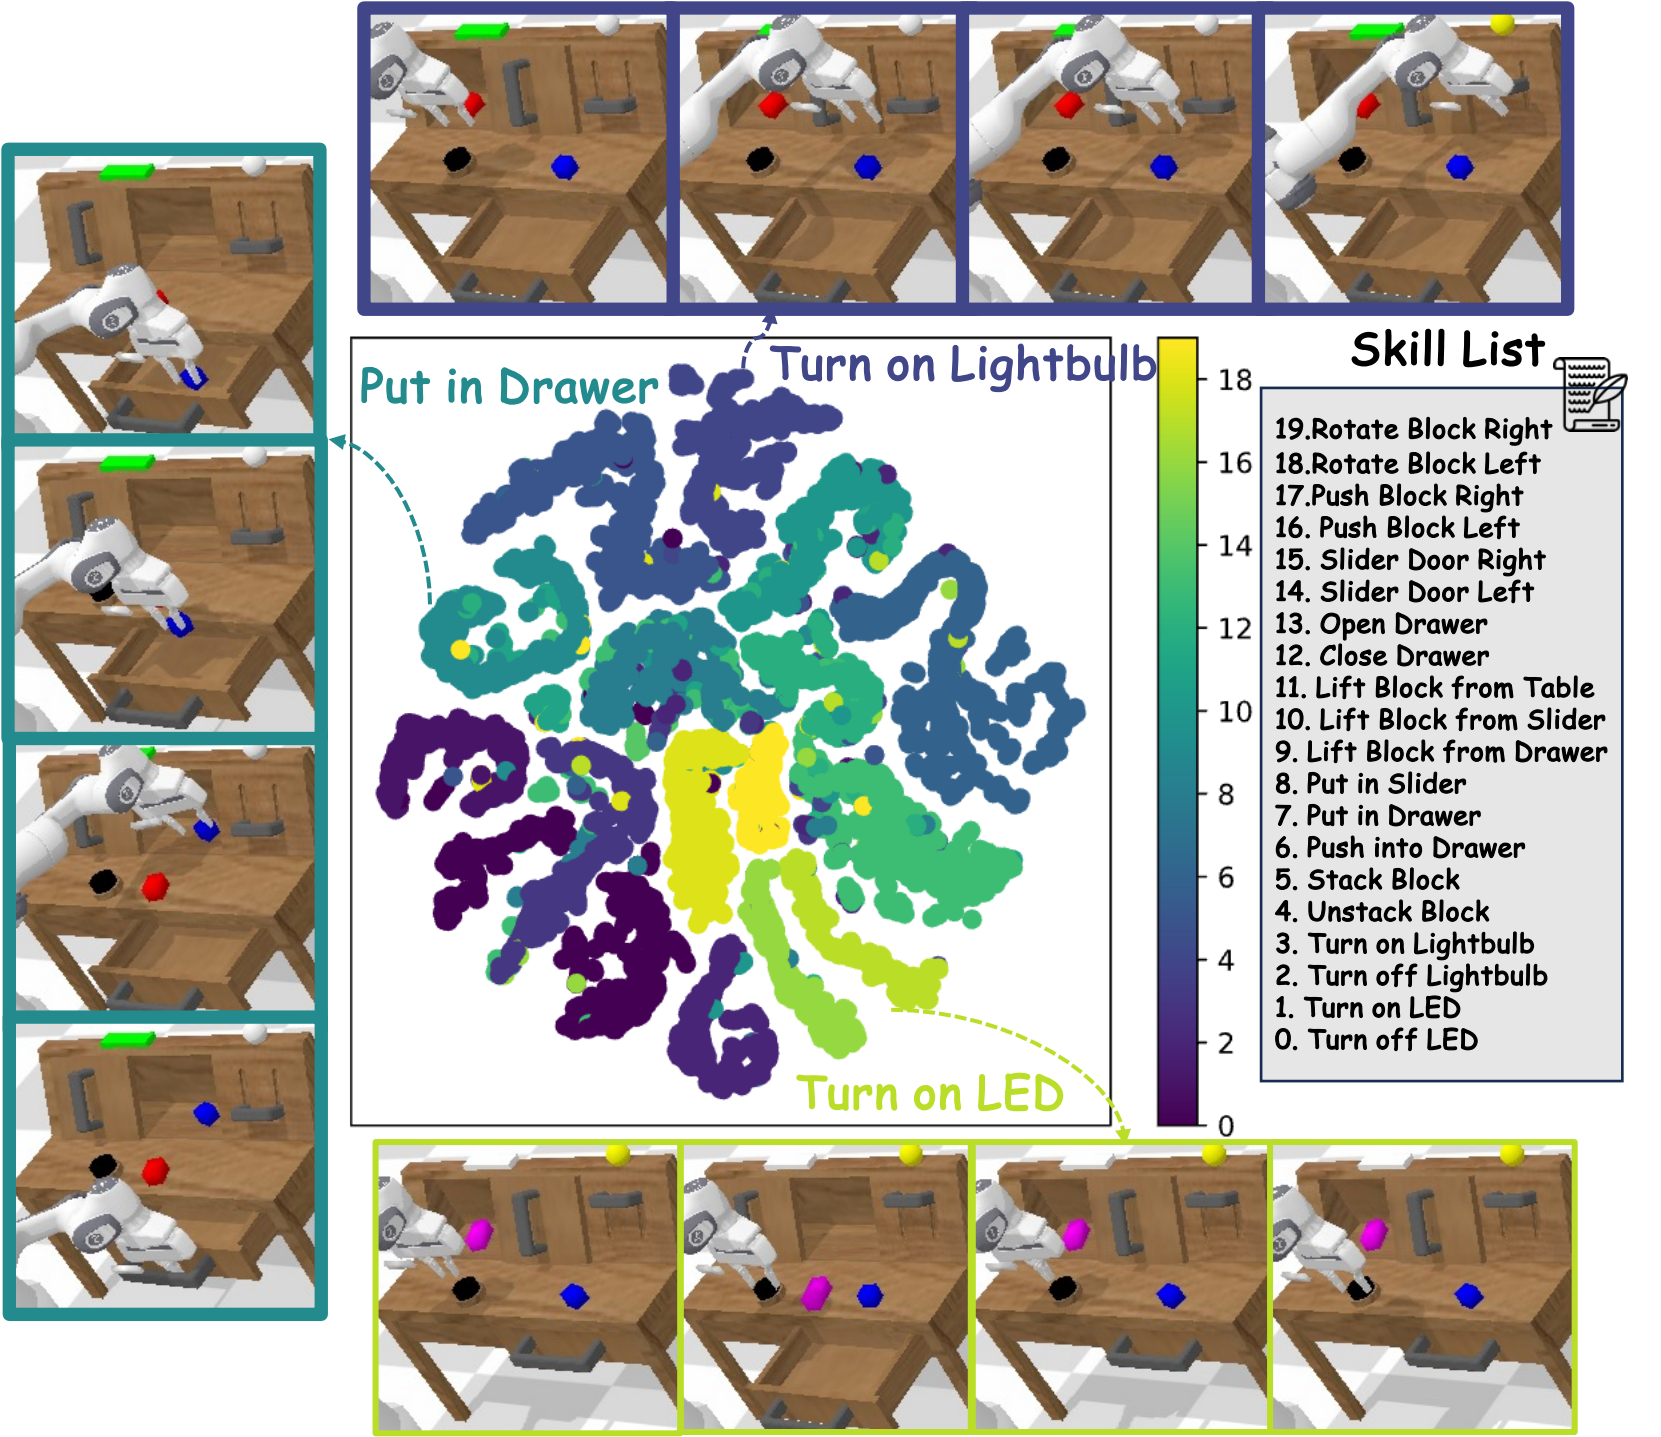 Turn on Lightbulb
Put in Drawer
Turn on LED
18
16
14
12
10
8
6
4
2
0
Skill List
19.Rotate Block Right
18.Rotate Block Left
17.Push Block Right
16. Push Block Left
15. Slider Door Right
14. Slider Door Left
13. Open Drawer
12. Close Drawer
11. Lift Block from Table
10. Lift Block from Slider
9. Lift Block from Drawer
8. Put in Slider
7. Put in Drawer
6. Push into Drawer
5. Stack Block
4. Unstack Block
3. Turn on Lightbulb
2. Turn off Lightbulb
1. Turn on LED
0. Turn off LED